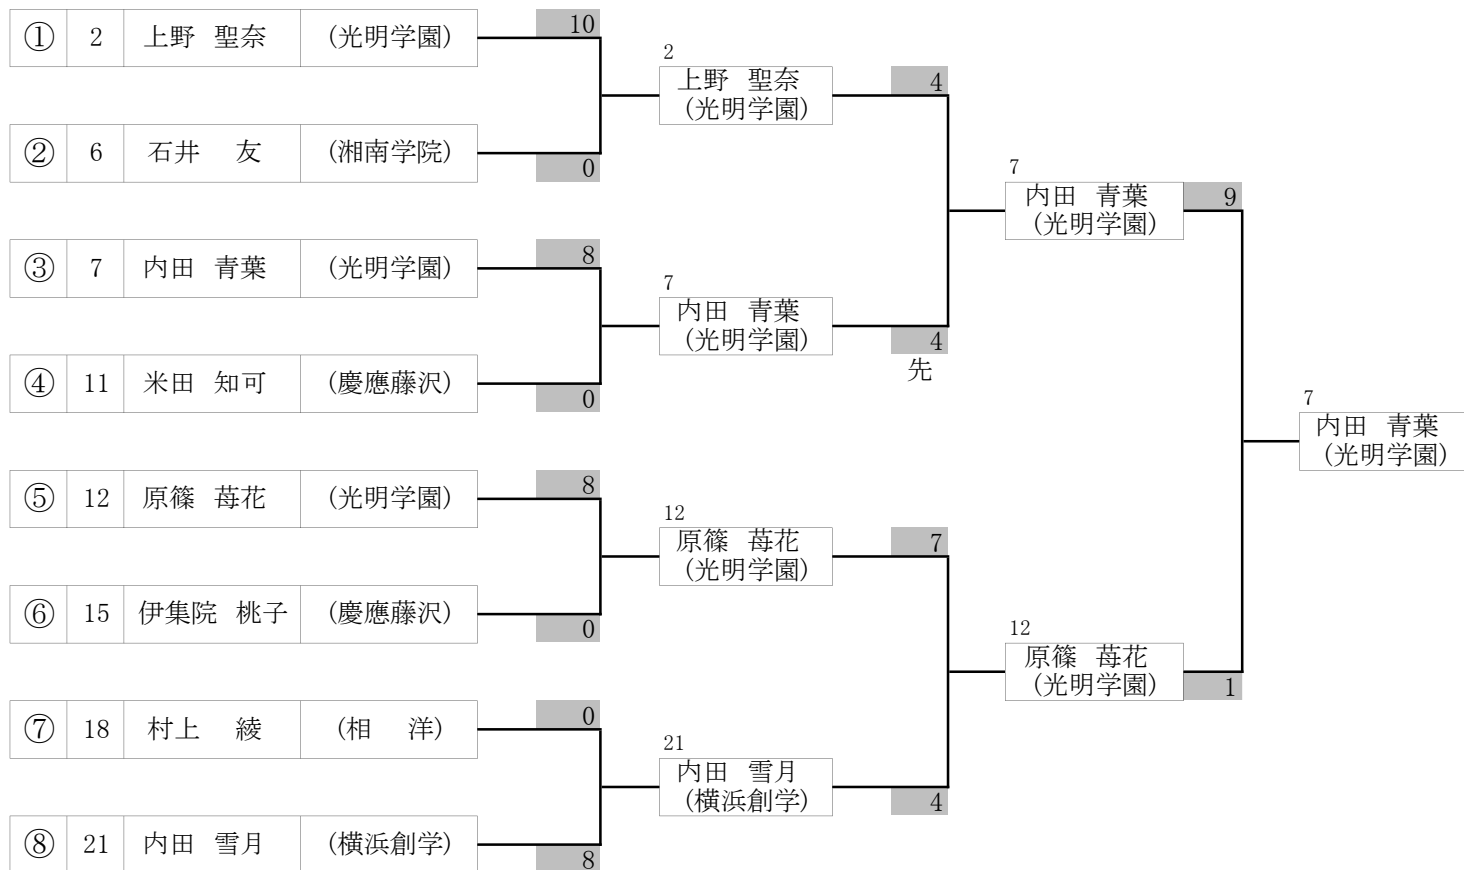 ① 2 上野 聖奈 (光明学園) 10
2
上野 聖奈
(光明学園)
4
② 6 石井 友 (湘南学院) 0
7
内田 青葉
(光明学園)
9
③ 7 内田 青葉 (光明学園) 8
7
内田 青葉
(光明学園)
4
先
④ 11 米田 知可 (慶應藤沢) 0
7
内田 青葉
(光明学園)
⑤ 12 原篠 苺花 (光明学園) 8
12
原篠 苺花
(光明学園)
7
⑥ 15 伊集院 桃子 (慶應藤沢) 0
12
原篠 苺花
(光明学園)
1
⑦ 18 村上 綾 (相 洋) 0
21
内田 雪月
(横浜創学)
4
⑧ 21 内田 雪月 (横浜創学) 8